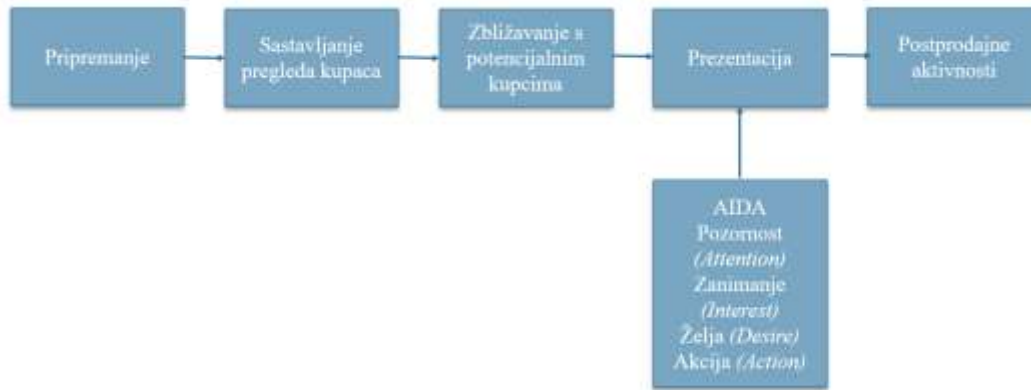 Pripremanje
Sastavljanje
pregleda kupaca
Zbližavanje s
potencijalnim
kupcima
Prezentacija
Postprodajne
aktivnosti
AIDA
Pozornost
(Attention)
Zanimanje
(Interest)
Želja (Desire)
Akcija (Action)